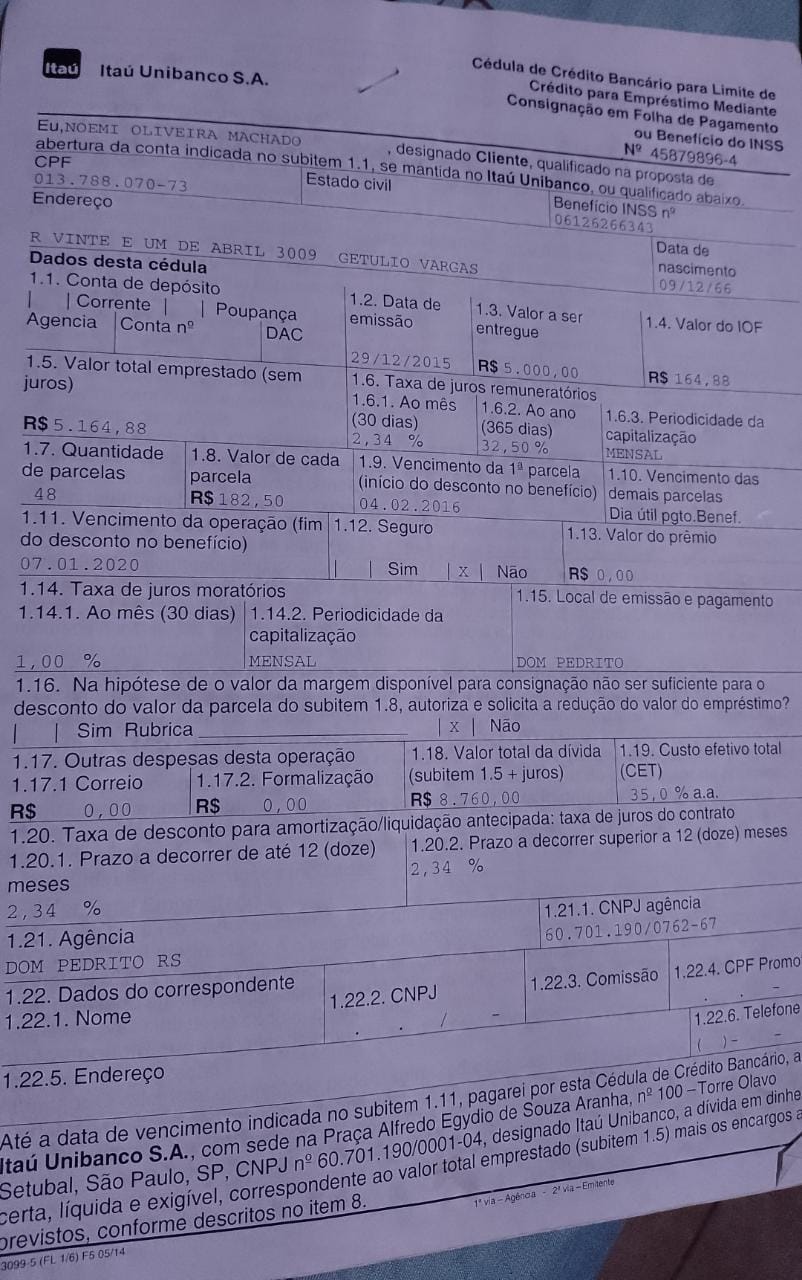 Itaú Itaú Unibanco S.A.
Cédula de Crédito Bancário para Limite de
Crédito para Empréstimo Mediante
Consignação em Folha de Pagamento
ou Benefício do INSS
Nº 45879896-4
Eu,NOEMI OLIVEIRA MACHADO , designado Cliente, qualificado na proposta de
abertura da conta indicada no subitem 1.1, se mantida no Itaú Unibanco, ou qualificado abaixo.
CPF Estado civil Benefício INSS nº
013.788.070-73 06126266343
Endereço Data de nascimento
R VINTE E UM DE ABRIL 3009 GETULIO VARGAS 09/12/66
Dados desta cédula
1.1. Conta de depósito
| | Corrente | | Poupança
Agencia Conta nº DAC
1.2. Data de emissão
29/12/2015
1.3. Valor a ser entregue
R$ 5.000,00
1.4. Valor do IOF
R$ 164,88
1.5. Valor total emprestado (sem
juros)
R$ 5.164,88
1.6. Taxa de juros remuneratórios
1.6.1. Ao mês
(30 dias)
2,34 %
1.6.2. Ao ano
(365 dias)
32,50 %
1.6.3. Periodicidade da
capitalização
MENSAL
1.7. Quantidade
de parcelas
48
1.8. Valor de cada
parcela
R$ 182,50
1.9. Vencimento da 1ª parcela
(início do desconto no benefício)
04.02.2016
1.10. Vencimento das
demais parcelas
Dia útil pgto.Benef.
1.11. Vencimento da operação (fim
do desconto no benefício)
07.01.2020
1.12. Seguro
| | Sim | X | Não
1.13. Valor do prêmio
R$ 0,00
1.14. Taxa de juros moratórios
1.14.1. Ao mês (30 dias)
1,00 %
1.14.2. Periodicidade da
capitalização
MENSAL
1.15. Local de emissão e pagamento
DOM PEDRITO
1.16. Na hipótese de o valor da margem disponível para consignação não ser suficiente para o
desconto do valor da parcela do subitem 1.8, autoriza e solicita a redução do valor do empréstimo?
| | Sim Rubrica | X | Não
1.17. Outras despesas desta operação
1.17.1 Correio
R$ 0,00
1.17.2. Formalização
R$ 0,00
1.18. Valor total da dívida
(subitem 1.5 + juros)
R$ 8.760,00
1.19. Custo efetivo total
(CET)
35,0 % a.a.
1.20. Taxa de desconto para amortização/liquidação antecipada: taxa de juros do contrato
1.20.1. Prazo a decorrer de até 12 (doze)
meses
2,34 %
1.20.2. Prazo a decorrer superior a 12 (doze) meses
2,34 %
1.21. Agência
DOM PEDRITO RS
1.21.1. CNPJ agência
60.701.190/0762-67
1.22. Dados do correspondente
1.22.1. Nome
1.22.2. CNPJ
. . / -
1.22.3. Comissão
1.22.4. CPF Promo
. . -
1.22.5. Endereço
1.22.6. Telefone
( ) - -
Até a data de vencimento indicada no subitem 1.11, pagarei por esta Cédula de Crédito Bancário, a
Itaú Unibanco S.A., com sede na Praça Alfredo Egydio de Souza Aranha, nº 100 – Torre Olavo
Setubal, São Paulo, SP, CNPJ nº 60.701.190/0001-04, designado Itaú Unibanco, a dívida em dinhe
certa, líquida e exigível, correspondente ao valor total emprestado (subitem 1.5) mais os encargos a
previstos, conforme descritos no item 8.
1ª via – Agência - 2ª via – Emitente
3099-5 (FL 1/6) F5 05/14